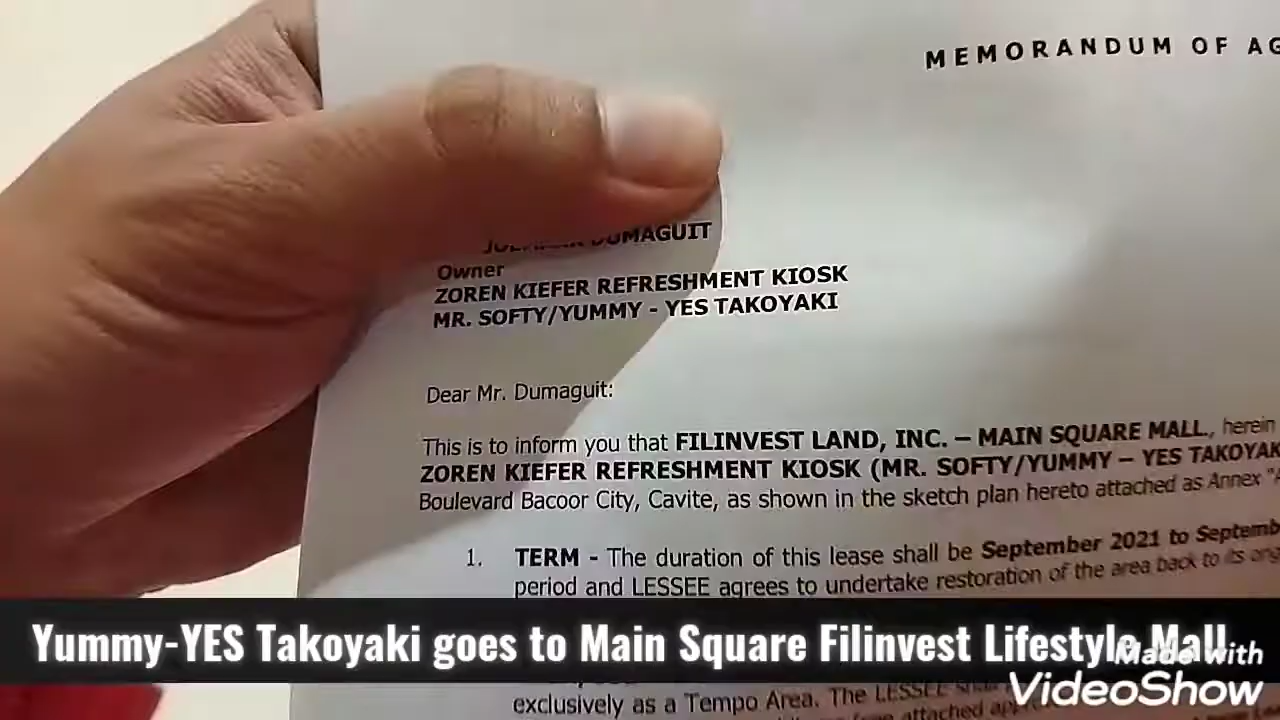 MEMORANDUM OF AG
DUMAGUIT
Owner
ZOREN KIEFER REFRESHMENT KIOSK
MR. SOFTY/YUMMY - YES TAKOYAKI
Dear Mr. Dumaguit:
This is to inform you that FILINVEST LAND, INC. – MAIN SQUARE MALL, herein
ZOREN KIEFER REFRESHMENT KIOSK (MR. SOFTY/YUMMY – YES TAKOYAK
Boulevard Bacoor City, Cavite, as shown in the sketch plan hereto attached as Annex
1. TERM - The duration of this lease shall be September 2021 to Septemb
period and LESSEE agrees to undertake restoration of the area back to its
Yummy-YES Takoyaki goes to Main Square Filinvest Lifestyle Mall
Made with
VideoShow
exclusively as a Tempo Area. The LESSEE
attached